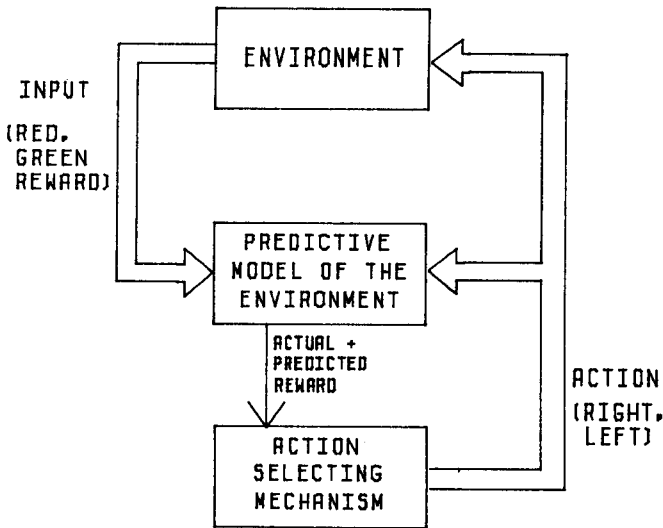 ENVIRONMENT
INPUT
(RED,
GREEN
REWARD)
PREDICTIVE
MODEL OF THE
ENVIRONMENT
ACTUAL +
PREDICTED
REWARD
ACTION
(RIGHT,
LEFT)
ACTION
SELECTING
MECHANISM